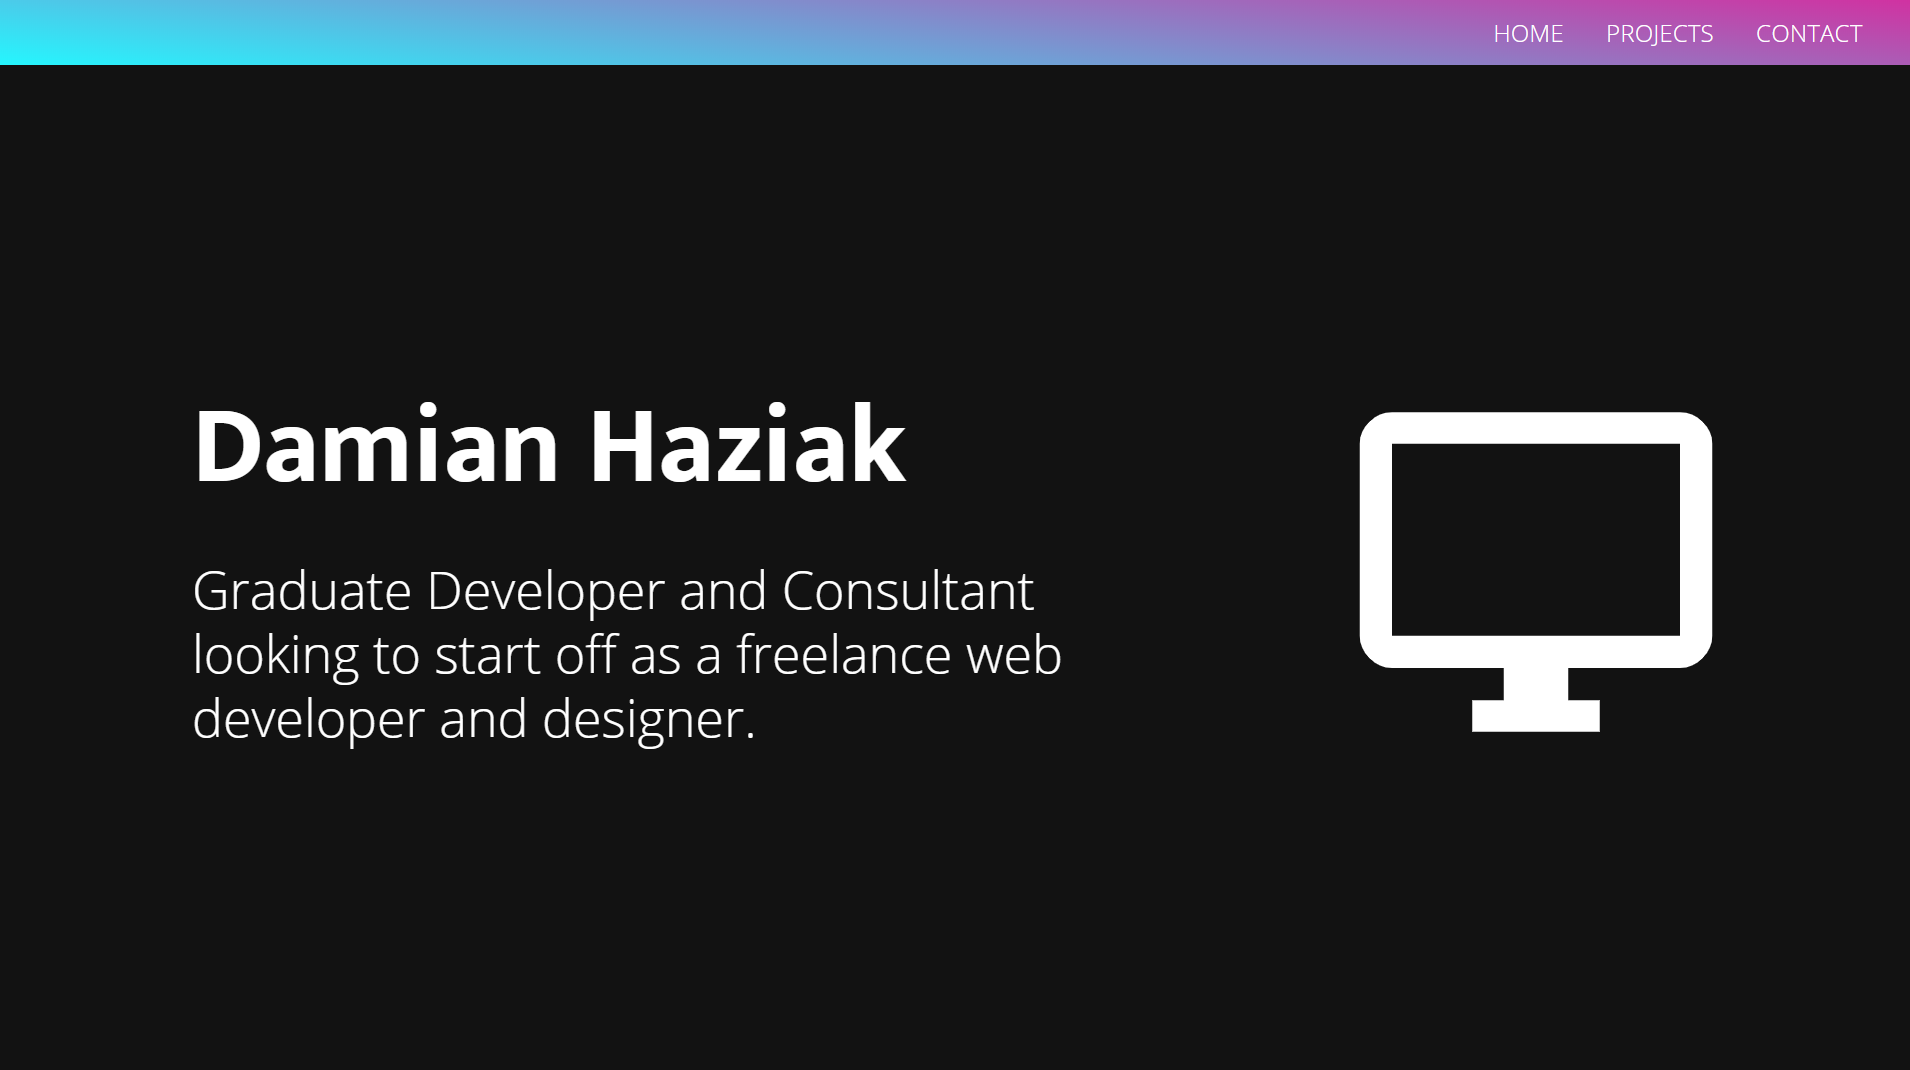 HOME PROJECTS CONTACT
Damian Haziak
Graduate Developer and Consultant
looking to start off as a freelance web
developer and designer.